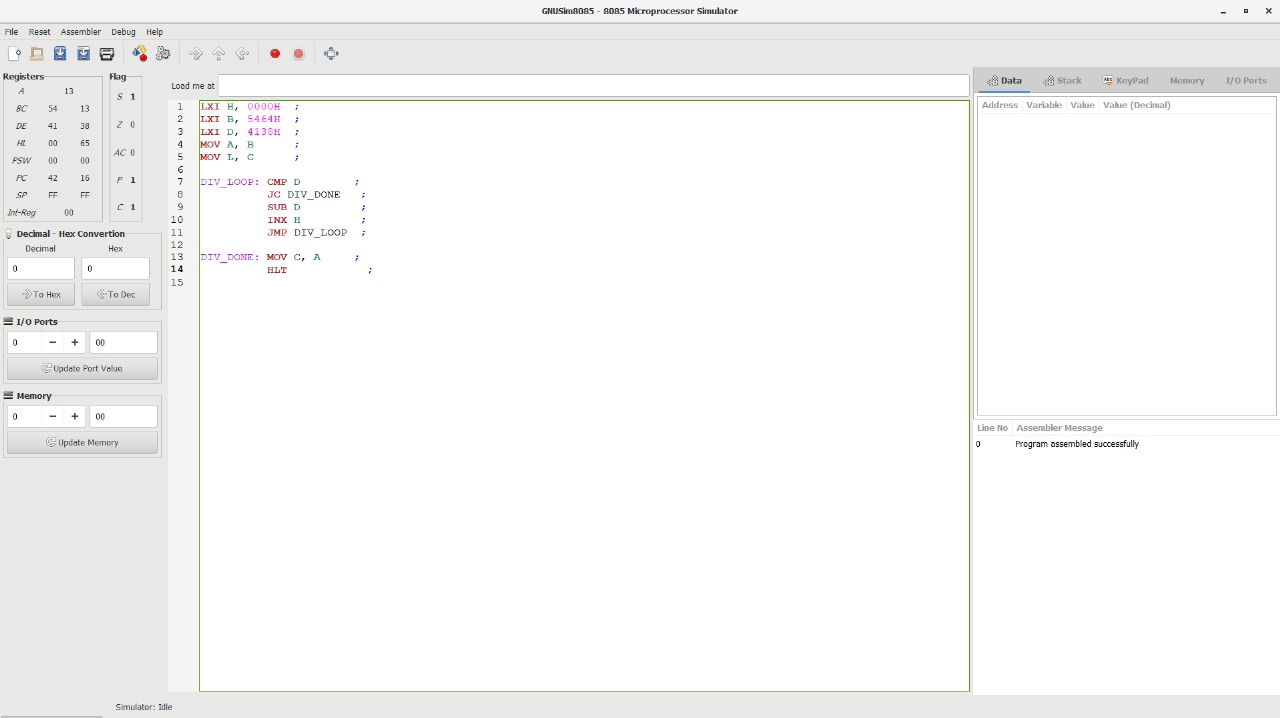 GNUSim8085 - 8085 Microprocessor Simulator
File Reset Assembler Debug Help
Registers
A 13
BC 54 13
DE 41 38
HL 00 65
PSW 00 00
PC 42 16
SP FF FF
Int-Reg 00
Flag
S 1
Z 0
AC 0
P 1
C 1
Decimal - Hex Convertion
Decimal Hex
0 0
To Hex To Dec
I/O Ports
0 − + 00
Update Port Value
Memory
0 − + 00
Update Memory
Load me at
1 LXI H, 0000H ;
2 LXI B, 5464H ;
3 LXI D, 4138H ;
4 MOV A, B ;
5 MOV L, C ;
6
7 DIV_LOOP: CMP D ;
8 JC DIV_DONE ;
9 SUB D ;
10 INX H ;
11 JMP DIV_LOOP ;
12
13 DIV_DONE: MOV C, A ;
14 HLT ;
15
Data Stack KeyPad Memory I/O Ports
Address Variable Value Value (Decimal)
Line No Assembler Message
0 Program assembled successfully
Simulator: Idle